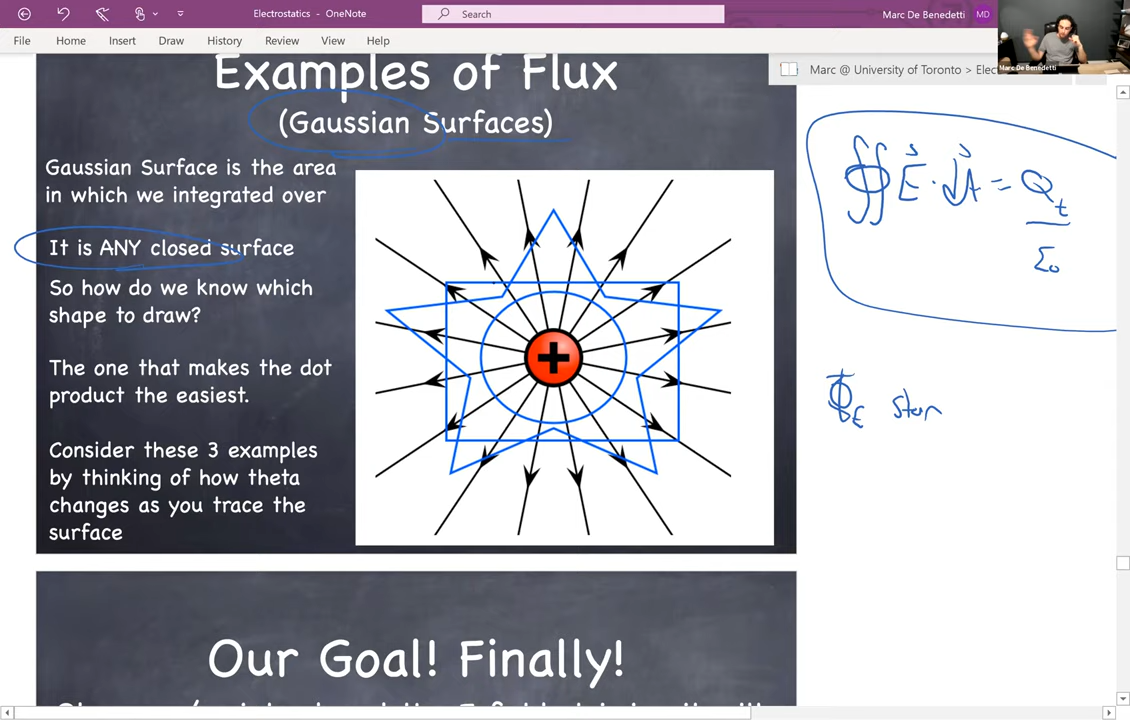 Electrostatics - OneNote
Search
Marc De Benedetti
MD
File
Home
Insert
Draw
History
Review
View
Help
Marc De Benedetti
Marc @ University of Toronto > Elec
Examples of Flux
(Gaussian Surfaces)
Gaussian Surface is the area
in which we integrated over
It is ANY closed surface
So how do we know which
shape to draw?
The one that makes the dot
product the easiest.
Consider these 3 examples
by thinking of how theta
changes as you trace the
surface
+
∯ E⃗ · dA⃗ = Q_t
ε₀
Φ_E star
Our Goal! Finally!